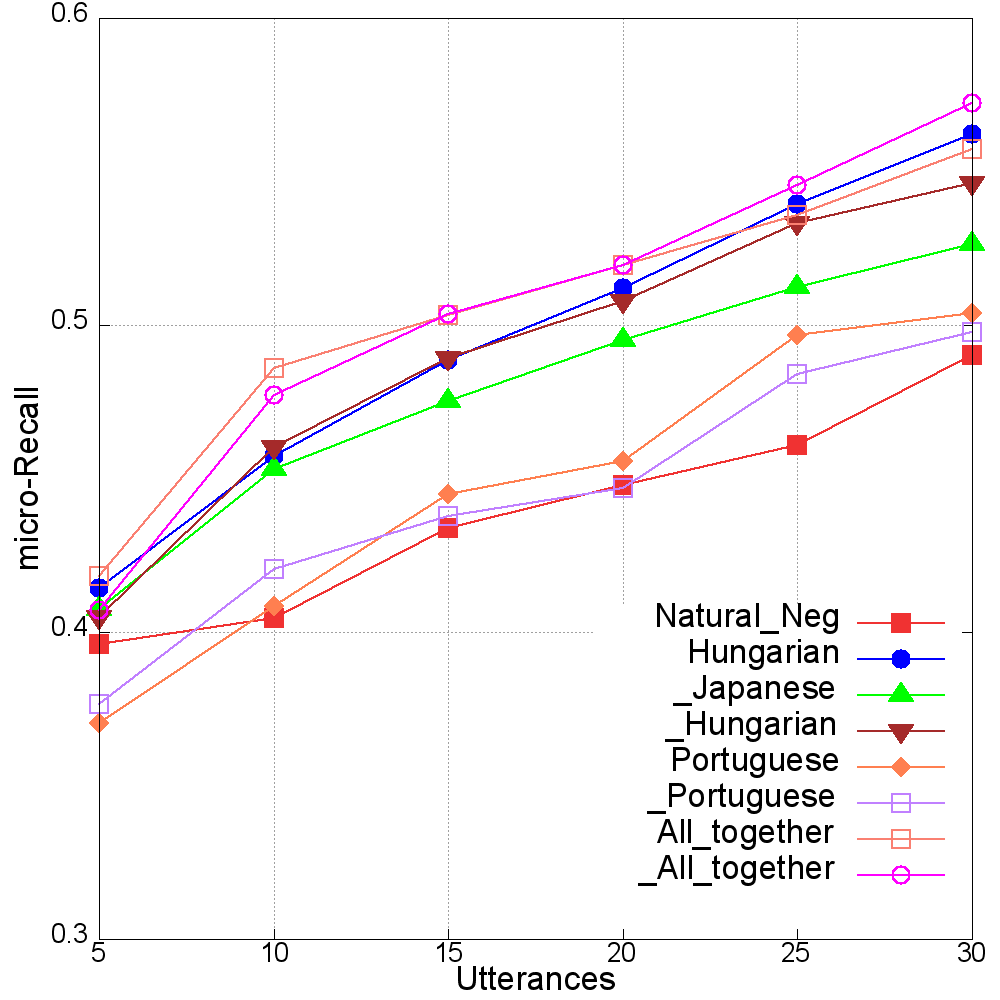 0.6
0.5
0.4
0.3
micro-Recall
Natural_Neg
Hungarian
_Japanese
_Hungarian
Portuguese
_Portuguese
All_together
_All_together
5 10 15 20 25 30
Utterances